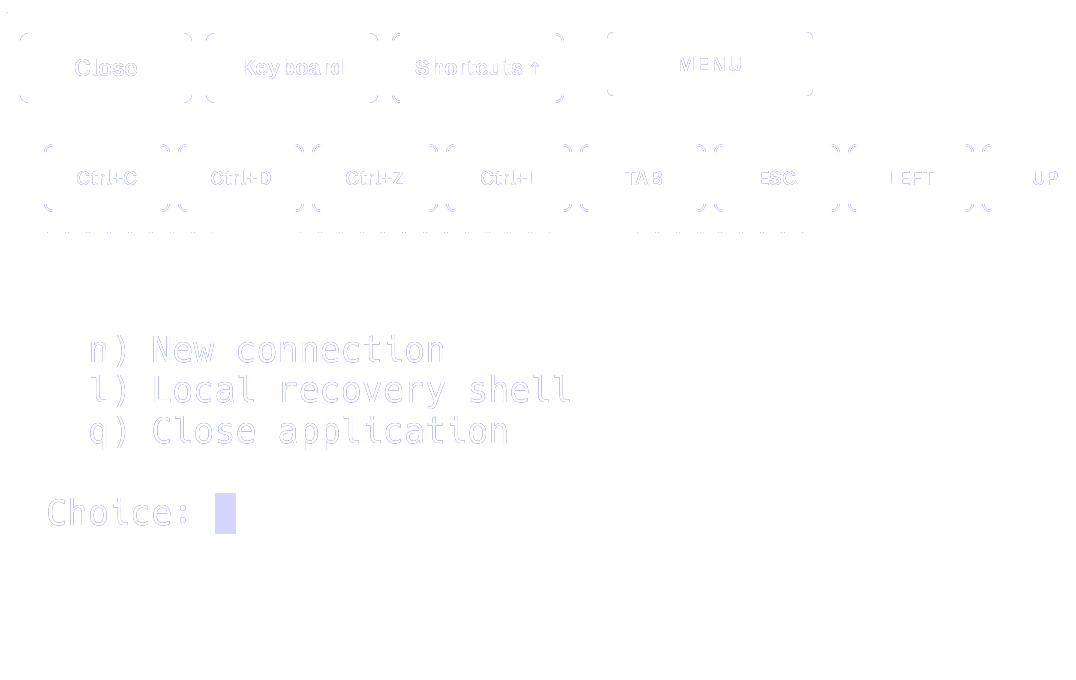 Close Keyboard Shortcuts ↑ MENU
Ctrl+C Ctrl+D Ctrl+Z Ctrl+L TAB ESC LEFT UP
n) New connection
l) Local recovery shell
q) Close application
Choice: